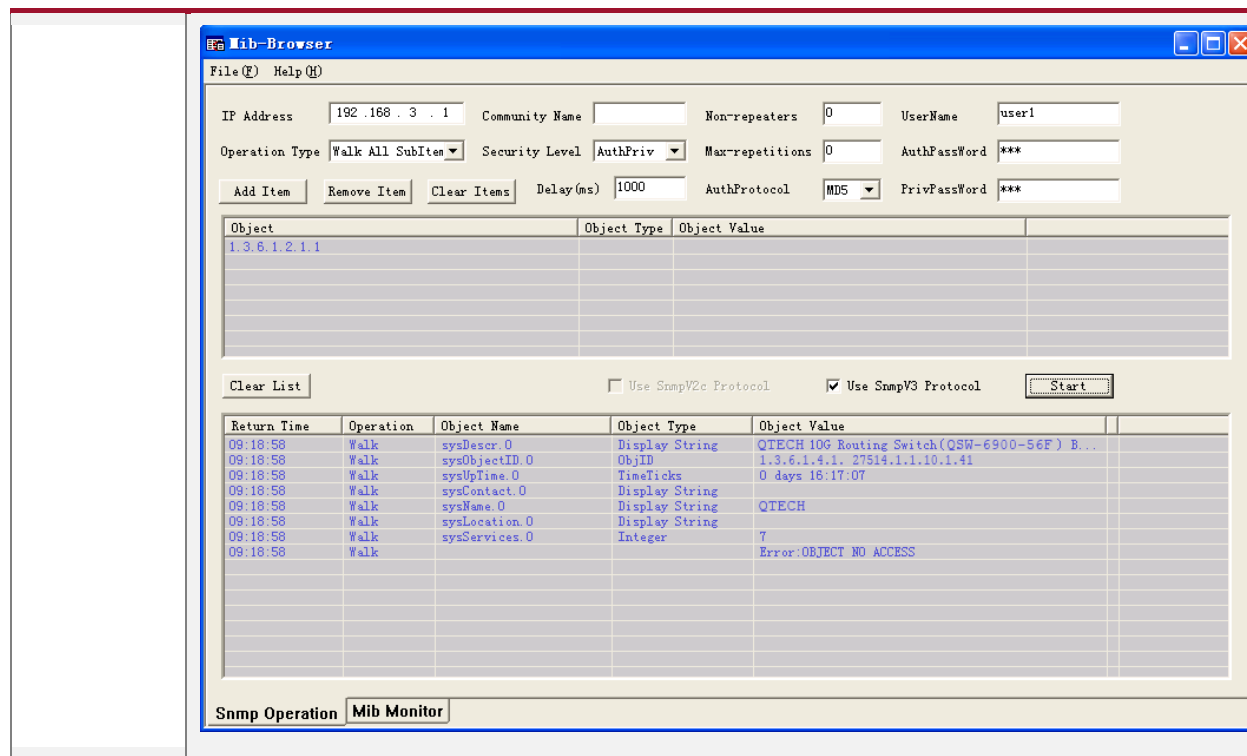 Mib-Browser
File(F) Help(H)
IP Address 192 .168 . 3 . 1 Community Name Non-repeaters 0 UserName user1
Operation Type Walk All SubItem Security Level AuthPriv Max-repetitions 0 AuthPassWord ***
Add Item Remove Item Clear Items Delay(ms) 1000 AuthProtocol MD5 PrivPassWord ***
Object Object Type Object Value
1.3.6.1.2.1.1
Clear List Use SnmpV2c Protocol Use SnmpV3 Protocol Start
Return Time Operation Object Name Object Type Object Value
09:18:58 Walk sysDescr.0 Display String QTECH 10G Routing Switch(QSW-6900-56F) B...
09:18:58 Walk sysObjectID.0 ObjID 1.3.6.1.4.1. 27514.1.1.10.1.41
09:18:58 Walk sysUpTime.0 TimeTicks 0 days 16:17:07
09:18:58 Walk sysContact.0 Display String
09:18:58 Walk sysName.0 Display String QTECH
09:18:58 Walk sysLocation.0 Display String
09:18:58 Walk sysServices.0 Integer 7
09:18:58 Walk Error:OBJECT NO ACCESS
Snmp Operation Mib Monitor